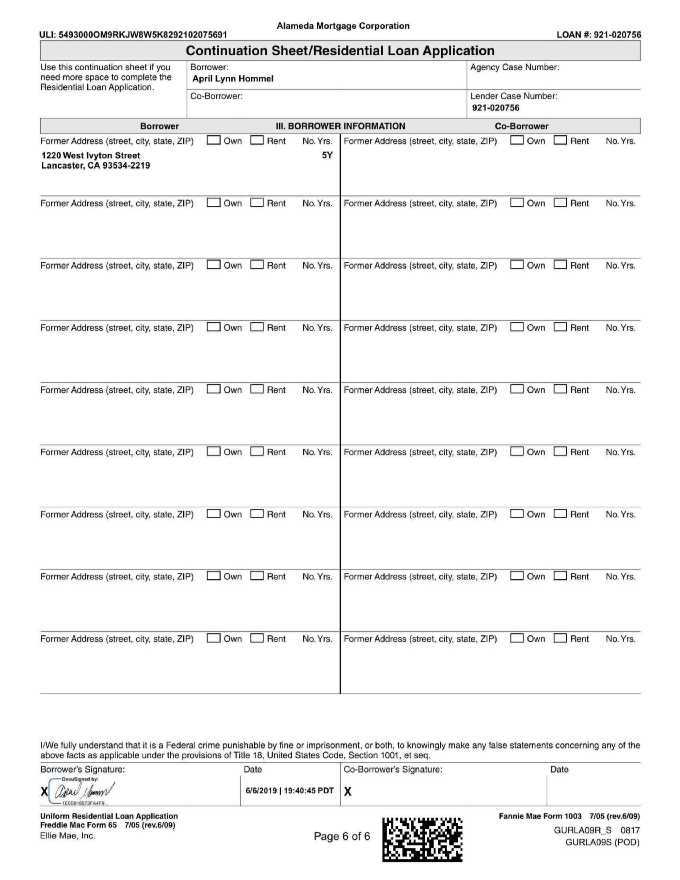 Alameda Mortgage Corporation
ULI: 5493000OM9RKJW8W5K8292102075691 LOAN #: 921-020756
Continuation Sheet/Residential Loan Application
Use this continuation sheet if you need more space to complete the Residential Loan Application.
Borrower:
April Lynn Hommel
Agency Case Number:
Co-Borrower:
Lender Case Number:
921-020756
Borrower III. BORROWER INFORMATION Co-Borrower
Former Address (street, city, state, ZIP) Own Rent No. Yrs. Former Address (street, city, state, ZIP) Own Rent No. Yrs.
1220 West Ivyton Street 5Y
Lancaster, CA 93534-2219
Former Address (street, city, state, ZIP) Own Rent No. Yrs. Former Address (street, city, state, ZIP) Own Rent No. Yrs.
Former Address (street, city, state, ZIP) Own Rent No. Yrs. Former Address (street, city, state, ZIP) Own Rent No. Yrs.
Former Address (street, city, state, ZIP) Own Rent No. Yrs. Former Address (street, city, state, ZIP) Own Rent No. Yrs.
Former Address (street, city, state, ZIP) Own Rent No. Yrs. Former Address (street, city, state, ZIP) Own Rent No. Yrs.
Former Address (street, city, state, ZIP) Own Rent No. Yrs. Former Address (street, city, state, ZIP) Own Rent No. Yrs.
Former Address (street, city, state, ZIP) Own Rent No. Yrs. Former Address (street, city, state, ZIP) Own Rent No. Yrs.
Former Address (street, city, state, ZIP) Own Rent No. Yrs. Former Address (street, city, state, ZIP) Own Rent No. Yrs.
Former Address (street, city, state, ZIP) Own Rent No. Yrs. Former Address (street, city, state, ZIP) Own Rent No. Yrs.
I/We fully understand that it is a Federal crime punishable by fine or imprisonment, or both, to knowingly make any false statements concerning any of the
above facts as applicable under the provisions of Title 18, United States Code, Section 1001, et seq.
Borrower's Signature: Date Co-Borrower's Signature: Date
DocuSigned by:
X 6/6/2019 | 19:40:45 PDT X
Uniform Residential Loan Application Fannie Mae Form 1003 7/05 (rev.6/09)
Freddie Mac Form 65 7/05 (rev.6/09)
Ellie Mae, Inc. Page 6 of 6 GURLA09R_S 0817
GURLA09S (POD)